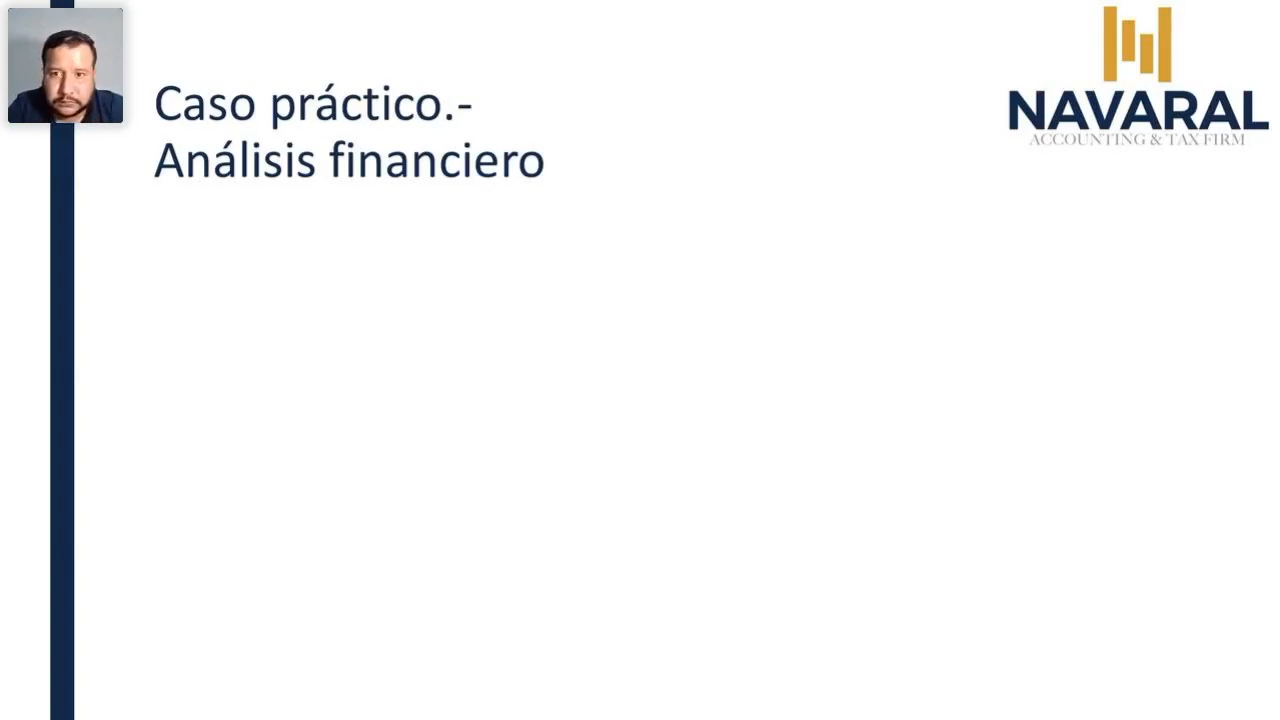 Caso práctico.-
Análisis financiero
NAVARAL
ACCOUNTING & TAX FIRM